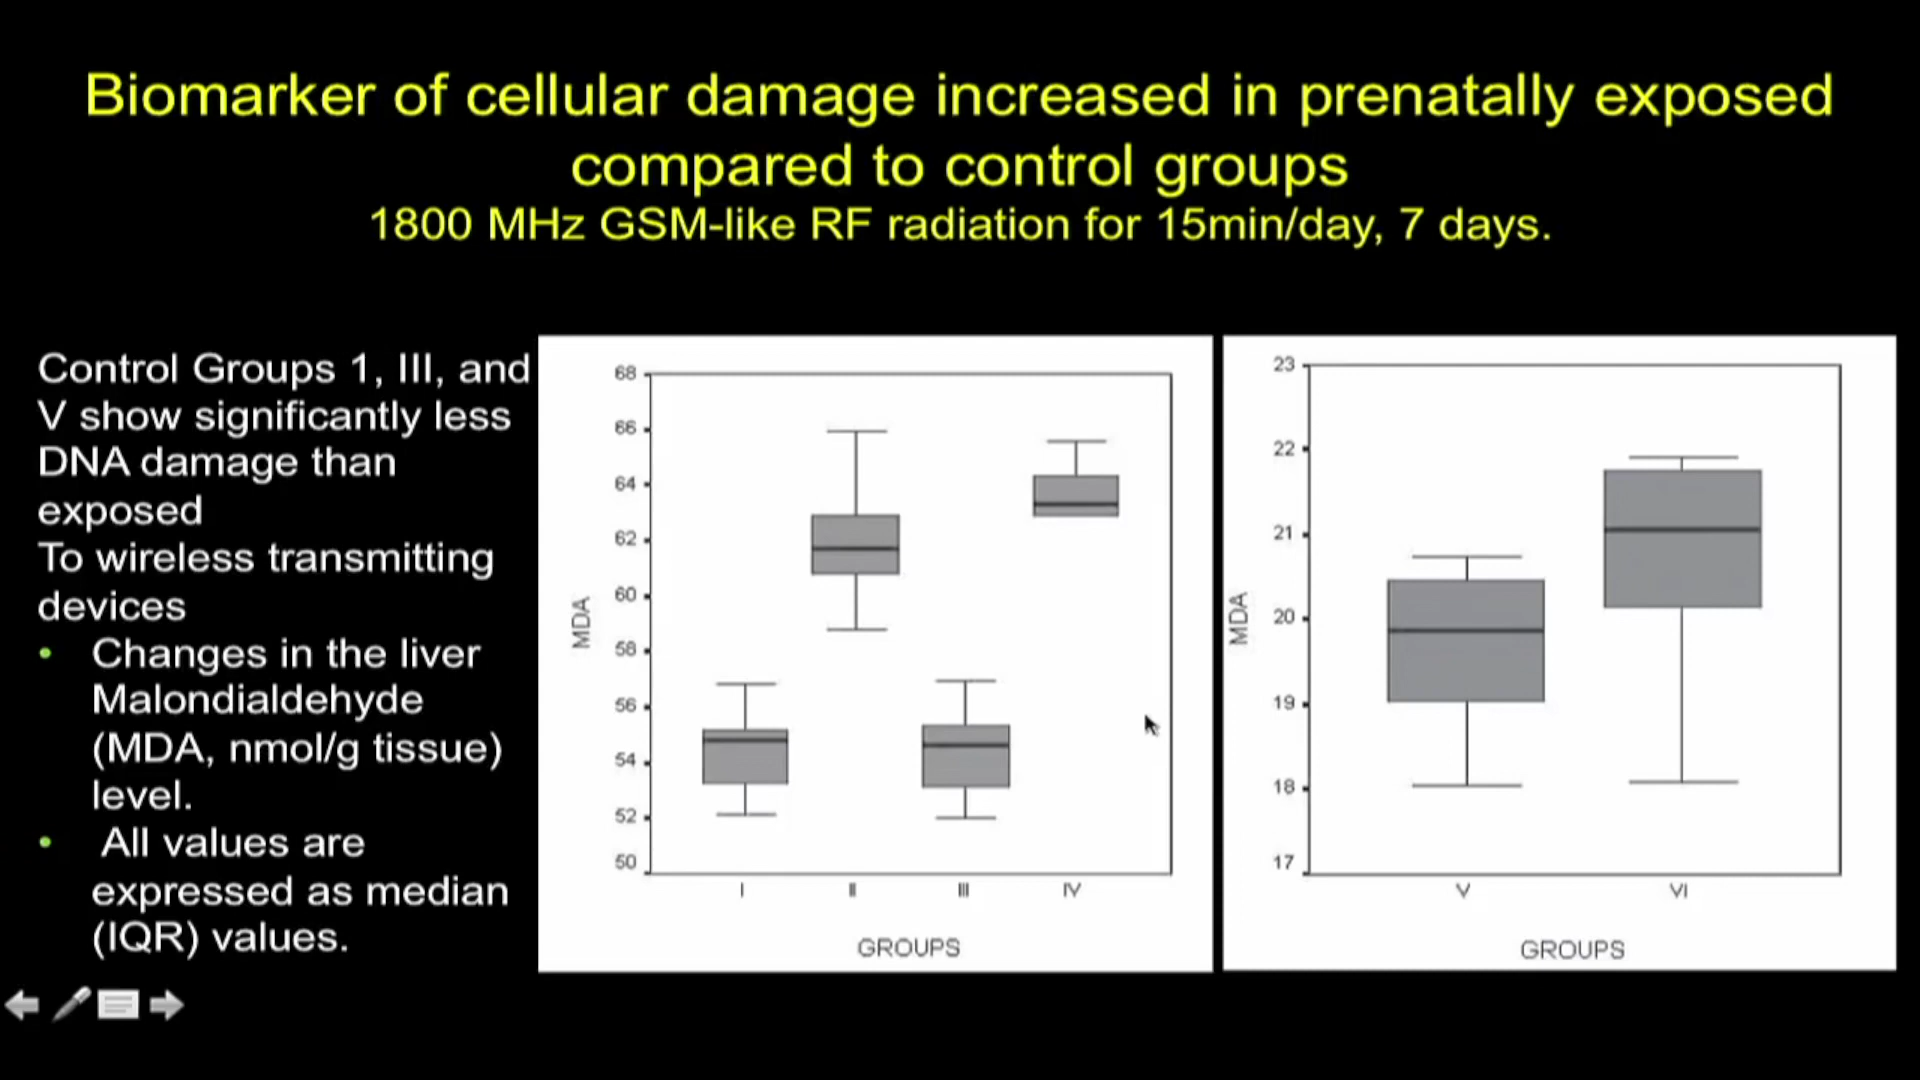 Biomarker of cellular damage increased in prenatally exposed
compared to control groups
1800 MHz GSM-like RF radiation for 15min/day, 7 days.
Control Groups 1, III, and
V show significantly less
DNA damage than
exposed
To wireless transmitting
devices
• Changes in the liver
Malondialdehyde
(MDA, nmol/g tissue)
level.
• All values are
expressed as median
(IQR) values.
68
66
64
62
60
58
56
54
52
50
MDA
I II III IV
GROUPS
23
22
21
20
19
18
17
MDA
V VI
GROUPS